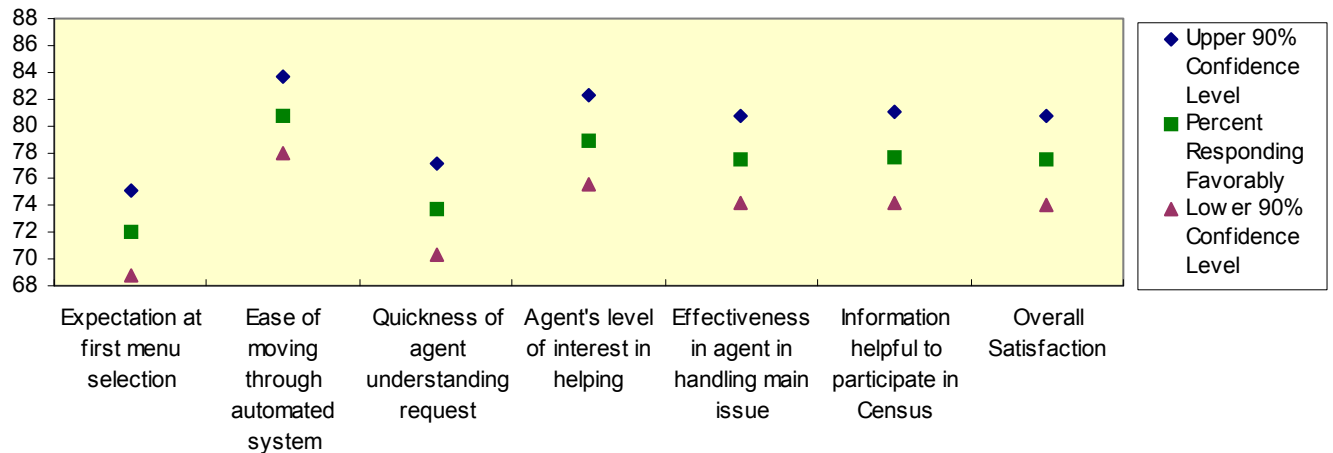 88
86
84
82
80
78
76
74
72
70
68
Expectation at
first menu
selection
Ease of
moving
through
automated
system
Quickness of
agent
understanding
request
Agent's level
of interest in
helping
Effectiveness
in agent in
handling main
issue
Information
helpful to
participate in
Census
Overall
Satisfaction
Upper 90%
Confidence
Level
Percent
Responding
Favorably
Lower 90%
Confidence
Level